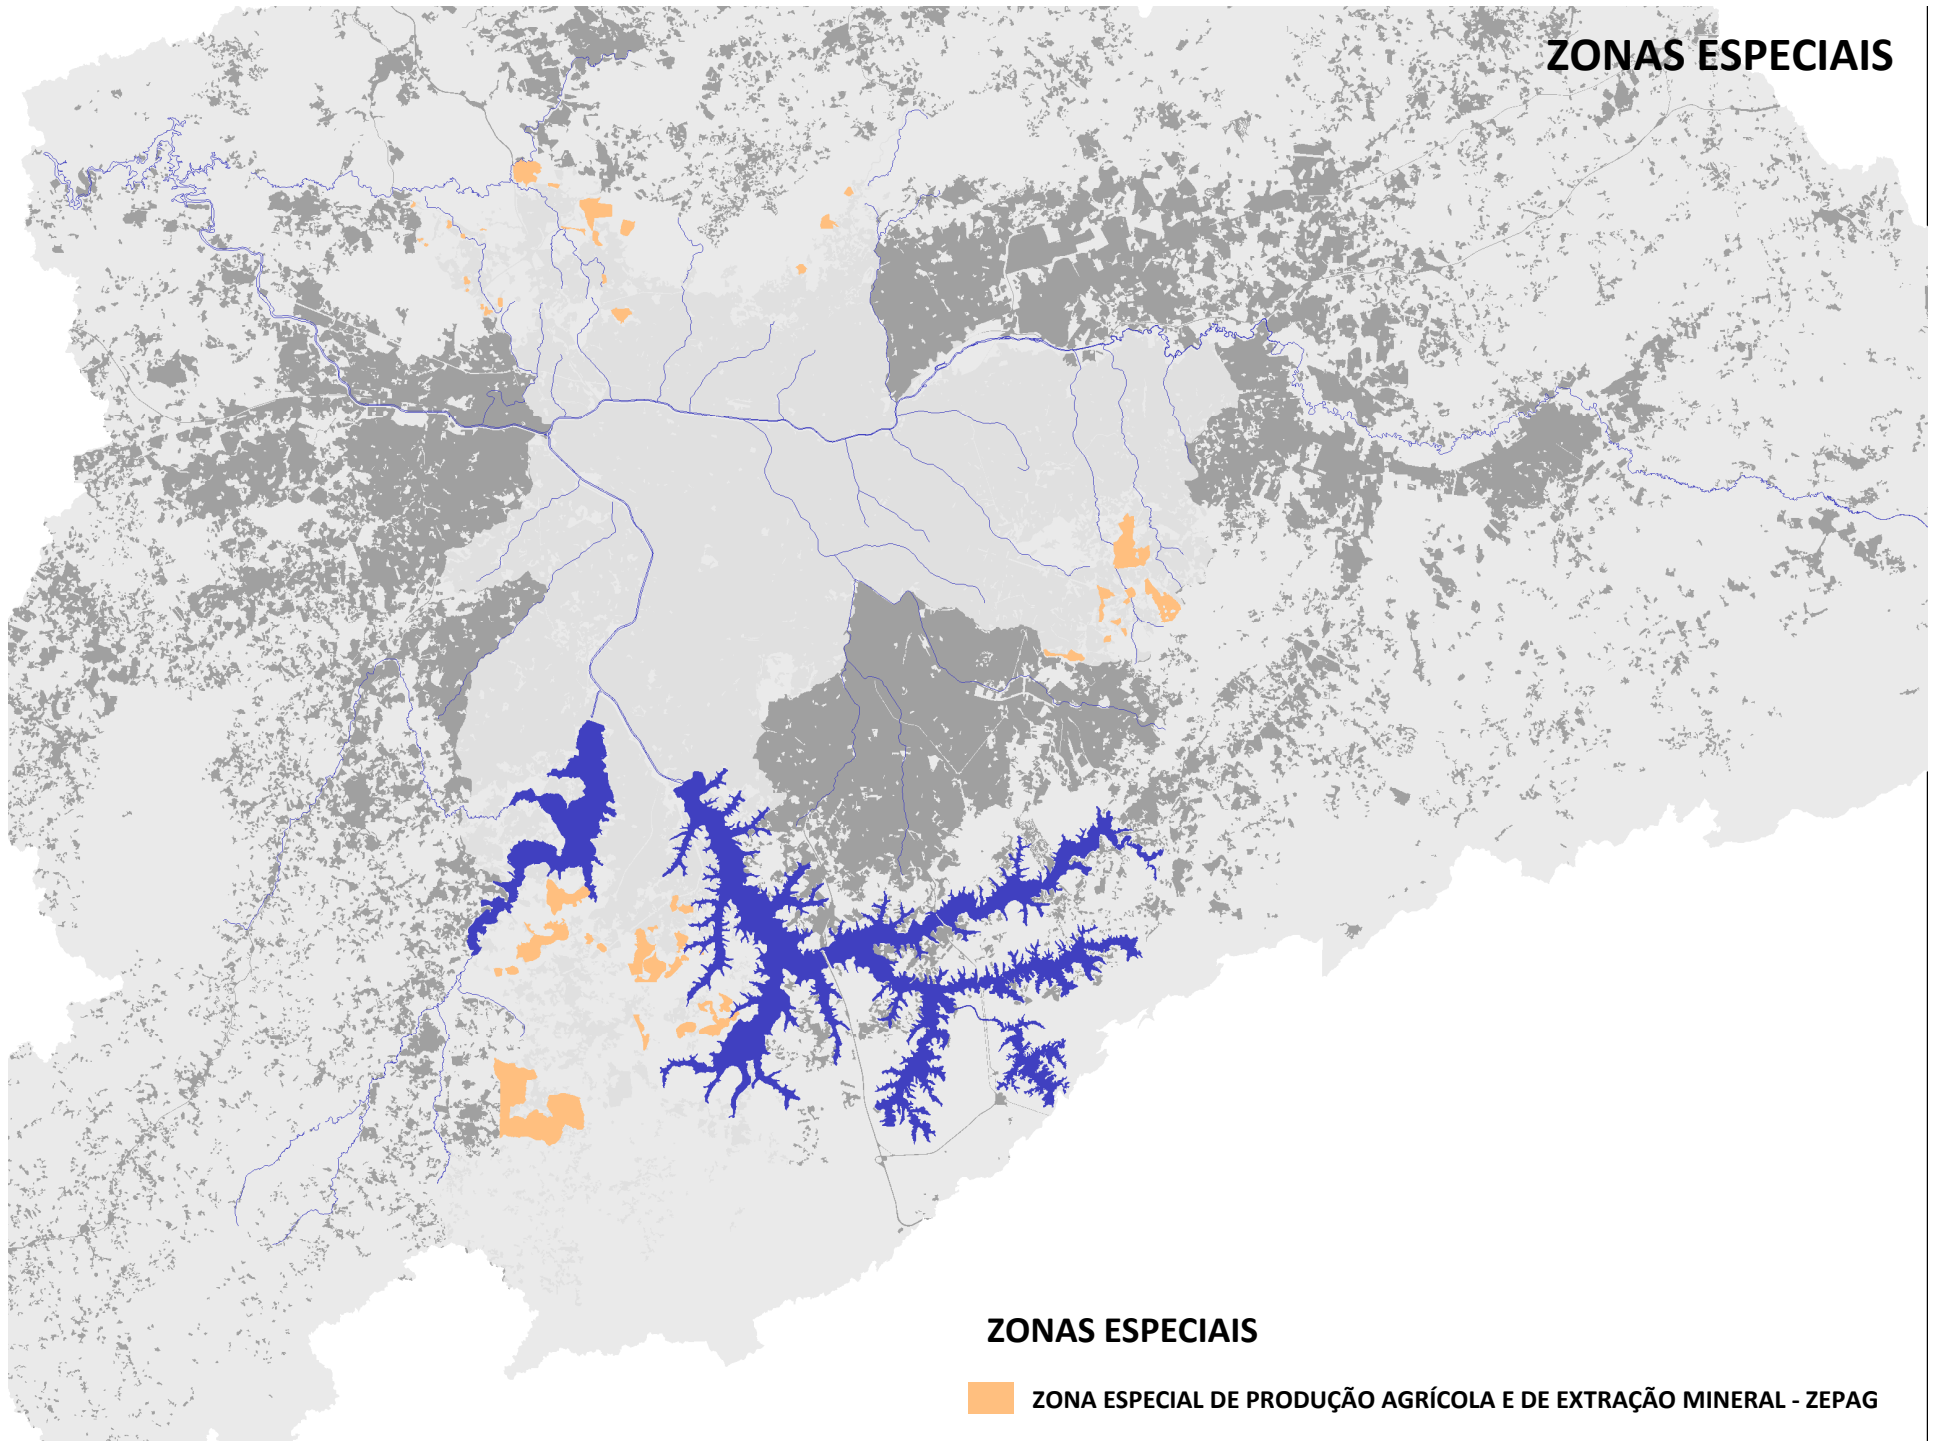 ZONAS ESPECIAIS
ZONAS ESPECIAIS
ZONA ESPECIAL DE PRODUÇÃO AGRÍCOLA E DE EXTRAÇÃO MINERAL - ZEPAG